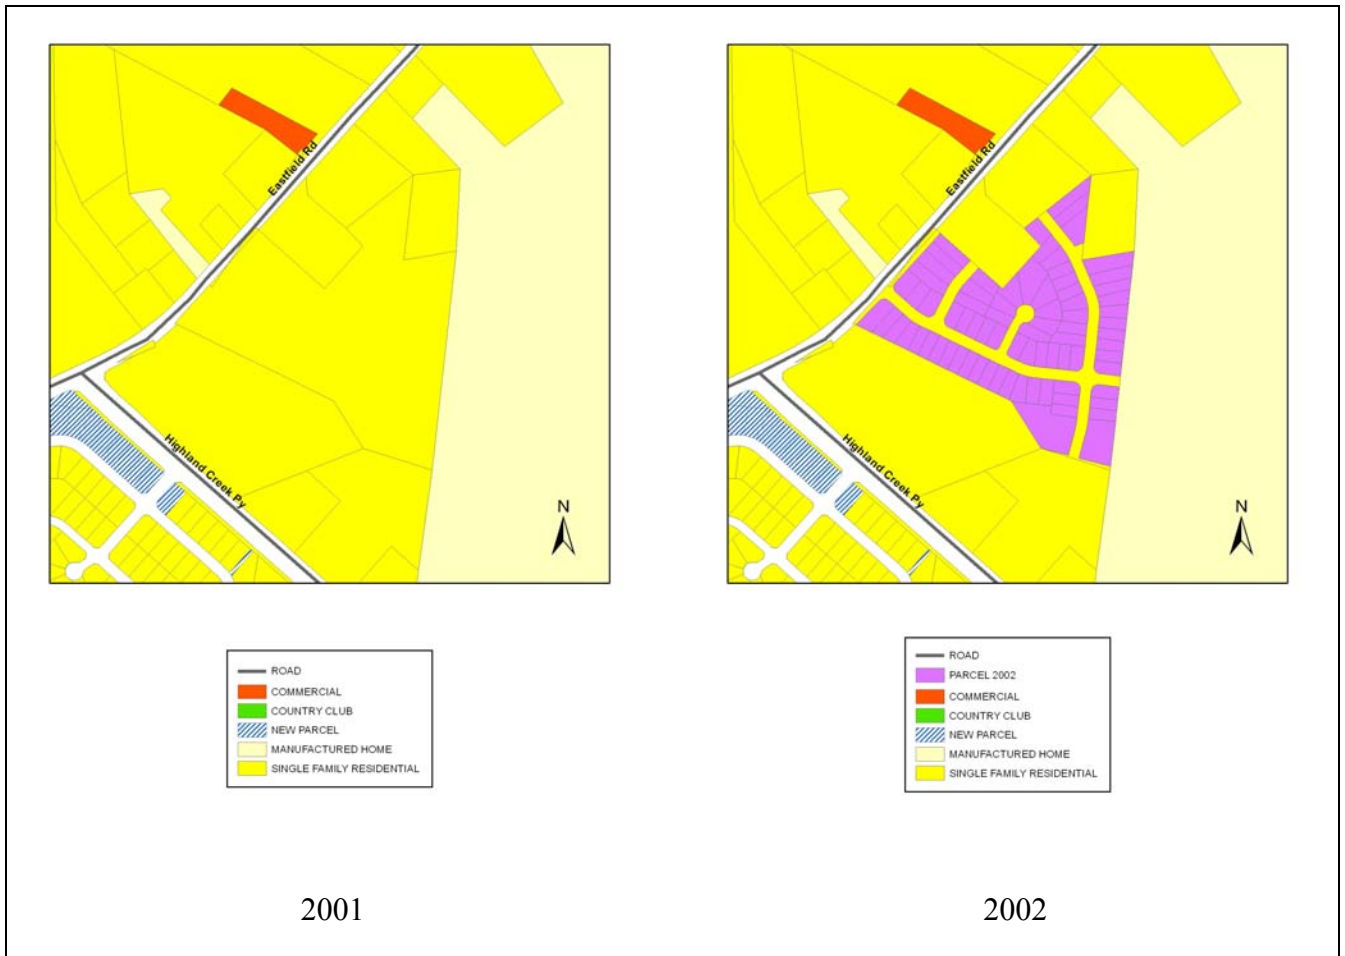 Eastfield Rd
Highland Creek Py
N
ROAD
COMMERCIAL
COUNTRY CLUB
NEW PARCEL
MANUFACTURED HOME
SINGLE FAMILY RESIDENTIAL
2001
Eastfield Rd
Highland Creek Py
N
ROAD
PARCEL 2002
COMMERCIAL
COUNTRY CLUB
NEW PARCEL
MANUFACTURED HOME
SINGLE FAMILY RESIDENTIAL
2002